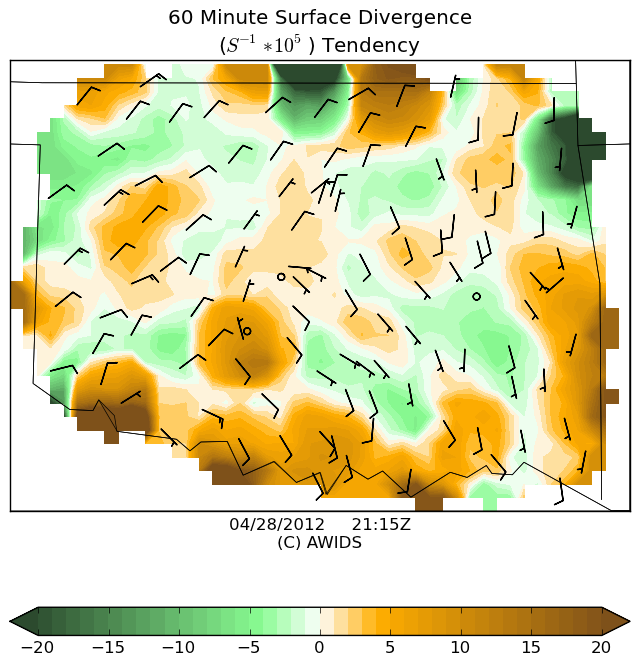 60 Minute Surface Divergence
(S⁻¹ * 10⁵ ) Tendency
04/28/2012 21:15Z
(C) AWIDS
−20 −15 −10 −5 0 5 10 15 20